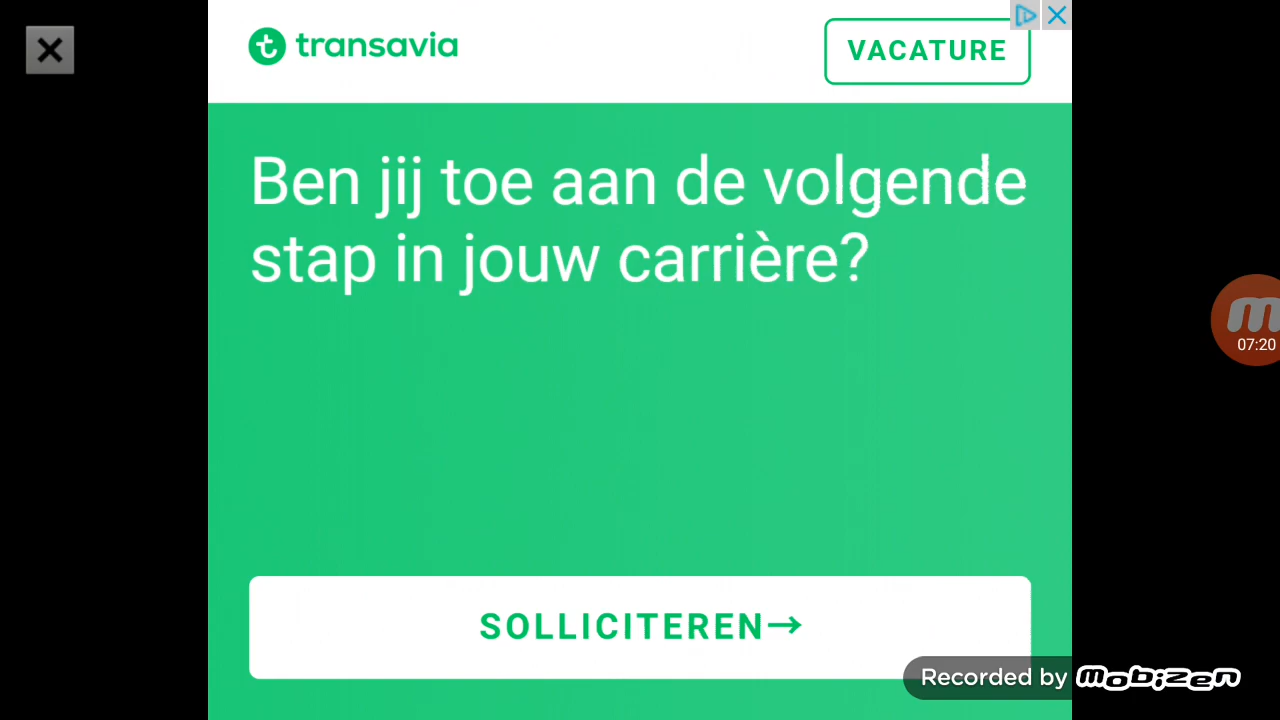 transavia
VACATURE
Ben jij toe aan de volgende
stap in jouw carrière?
07:20
SOLLICITEREN→
Recorded by mobizen